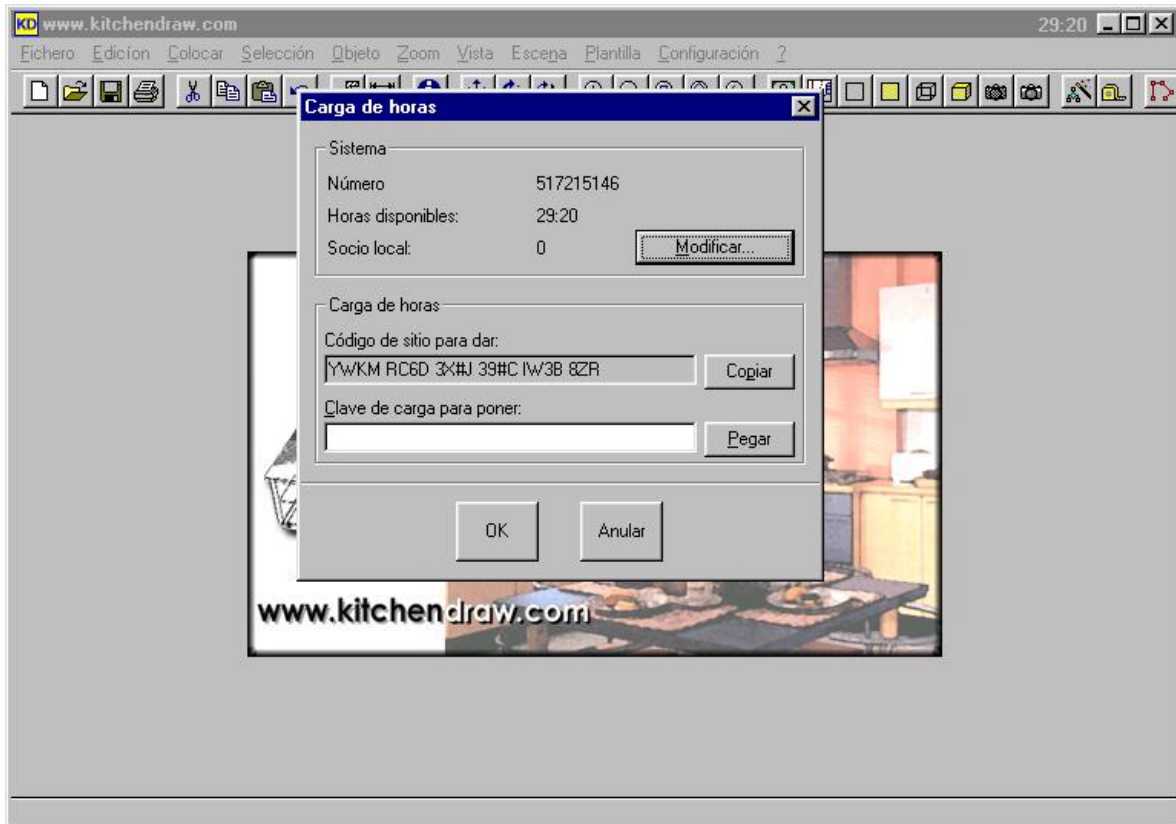 KD www.kitchendraw.com 29:20
Fichero Edicíon Colocar Selección Objeto Zoom Vista Escena Plantilla Configuración ?
Carga de horas
Sistema
Número 517215146
Horas disponibles: 29:20
Socio local: 0 Modificar...
Carga de horas
Código de sitio para dar:
YWKM RC6D 3X#J 39#C IW3B 8ZR Copiar
Clave de carga para poner:
Pegar
OK Anular
www.kitchendraw.com